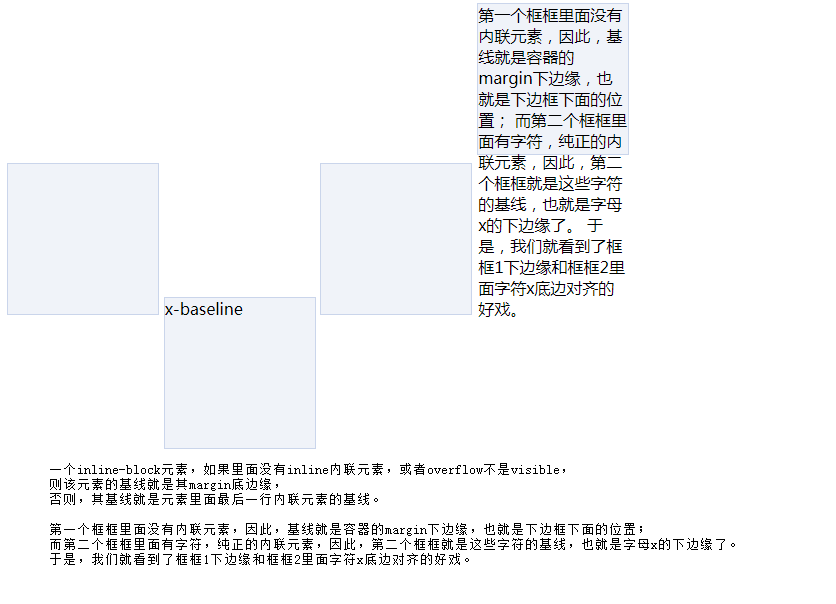 第一个框框里面没有
内联元素，因此，基
线就是容器的
margin下边缘，也
就是下边框下面的位
置； 而第二个框框里
面有字符，纯正的内
联元素，因此，第二
个框框就是这些字符
的基线，也就是字母
x的下边缘了。 于
是，我们就看到了框
框1下边缘和框框2里
面字符x底边对齐的
好戏。
x-baseline
一个inline-block元素，如果里面没有inline内联元素，或者overflow不是visible，
则该元素的基线就是其margin底边缘，
否则，其基线就是元素里面最后一行内联元素的基线。
第一个框框里面没有内联元素，因此，基线就是容器的margin下边缘，也就是下边框下面的位置；
而第二个框框里面有字符，纯正的内联元素，因此，第二个框框就是这些字符的基线，也就是字母x的下边缘了。
于是，我们就看到了框框1下边缘和框框2里面字符x底边对齐的好戏。